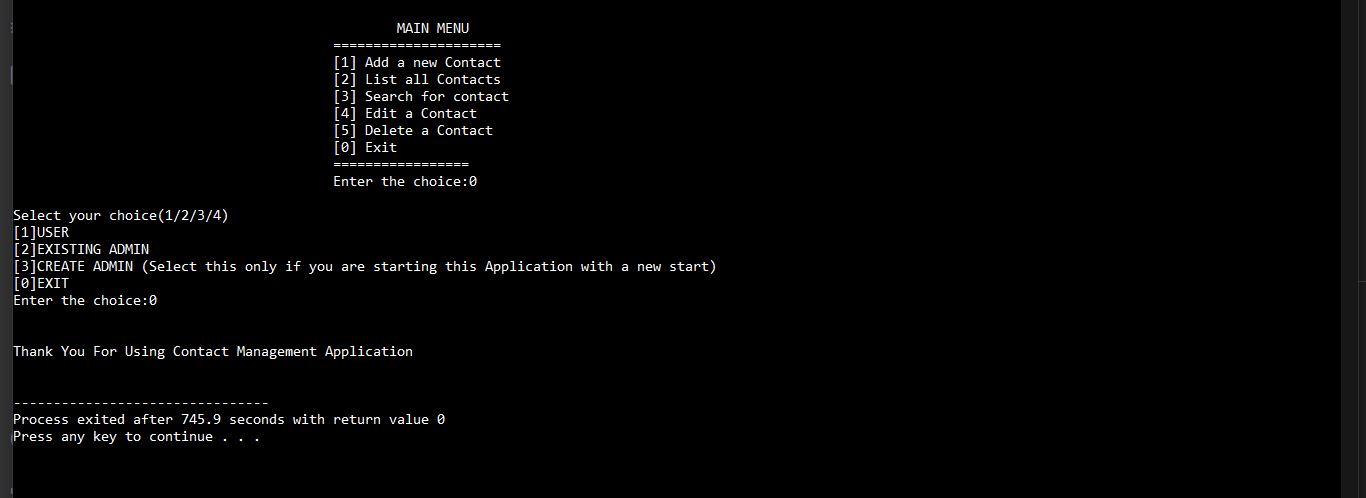 MAIN MENU
=====================
[1] Add a new Contact
[2] List all Contacts
[3] Search for contact
[4] Edit a Contact
[5] Delete a Contact
[0] Exit
=================
Enter the choice:0
Select your choice(1/2/3/4)
[1]USER
[2]EXISTING ADMIN
[3]CREATE ADMIN (Select this only if you are starting this Application with a new start)
[0]EXIT
Enter the choice:0
Thank You For Using Contact Management Application
--------------------------------
Process exited after 745.9 seconds with return value 0
Press any key to continue . . .